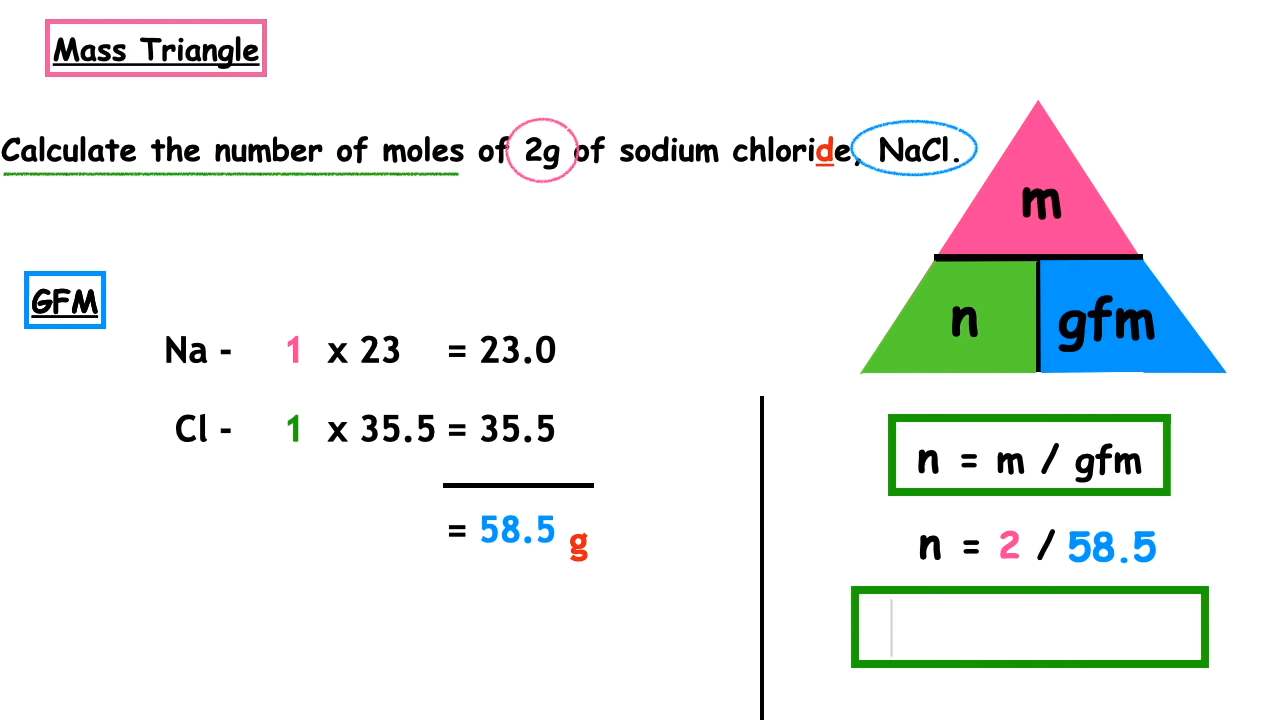 Mass Triangle
Calculate the number of moles of 2g of sodium chloride, NaCl.
m
n gfm
GFM
Na - 1 x 23 = 23.0
Cl - 1 x 35.5 = 35.5
= 58.5 g
n = m / gfm
n = 2 / 58.5